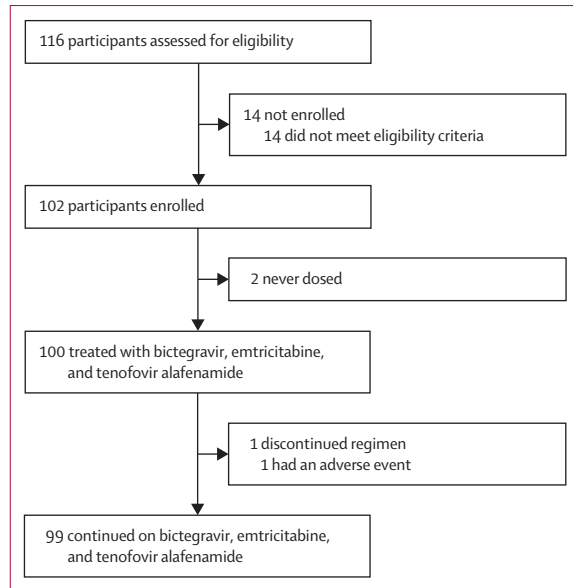 116 participants assessed for eligibility
14 not enrolled
14 did not meet eligibility criteria
102 participants enrolled
2 never dosed
100 treated with bictegravir, emtricitabine,
and tenofovir alafenamide
1 discontinued regimen
1 had an adverse event
99 continued on bictegravir, emtricitabine,
and tenofovir alafenamide